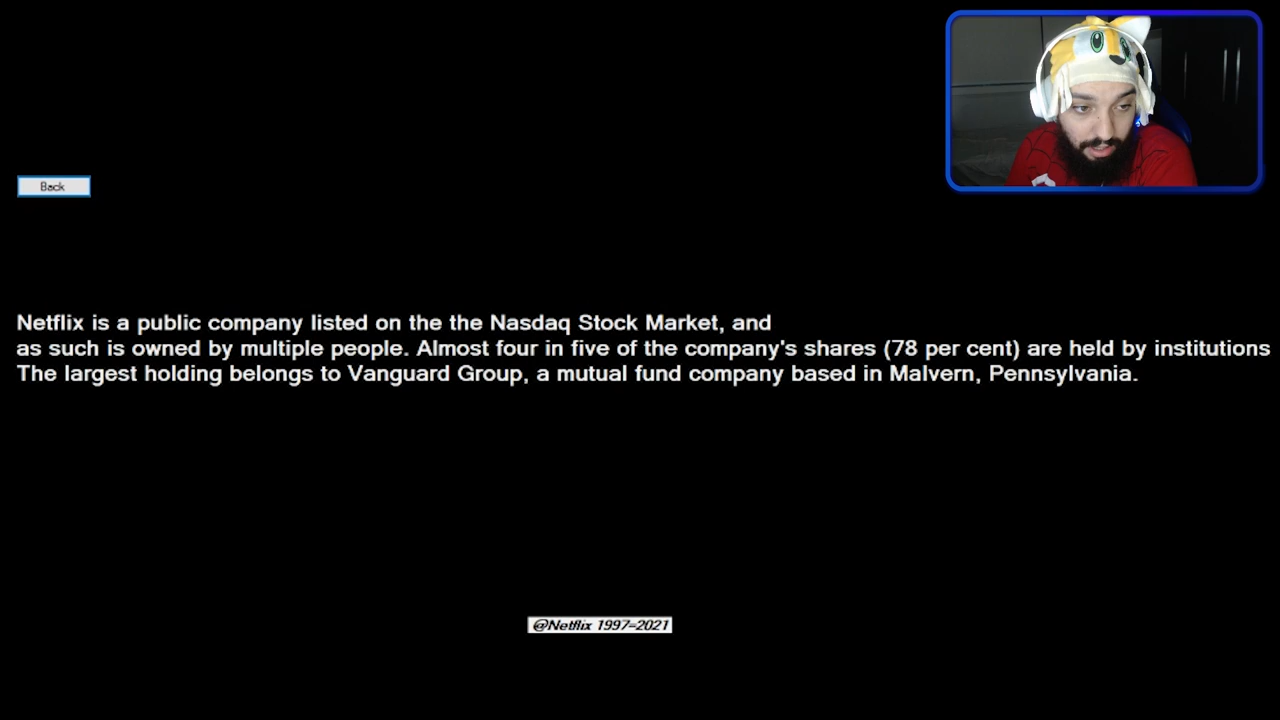 Back
Netflix is a public company listed on the the Nasdaq Stock Market, and
as such is owned by multiple people. Almost four in five of the company's shares (78 per cent) are held by institutions
The largest holding belongs to Vanguard Group, a mutual fund company based in Malvern, Pennsylvania.
@Netflix 1997-2021